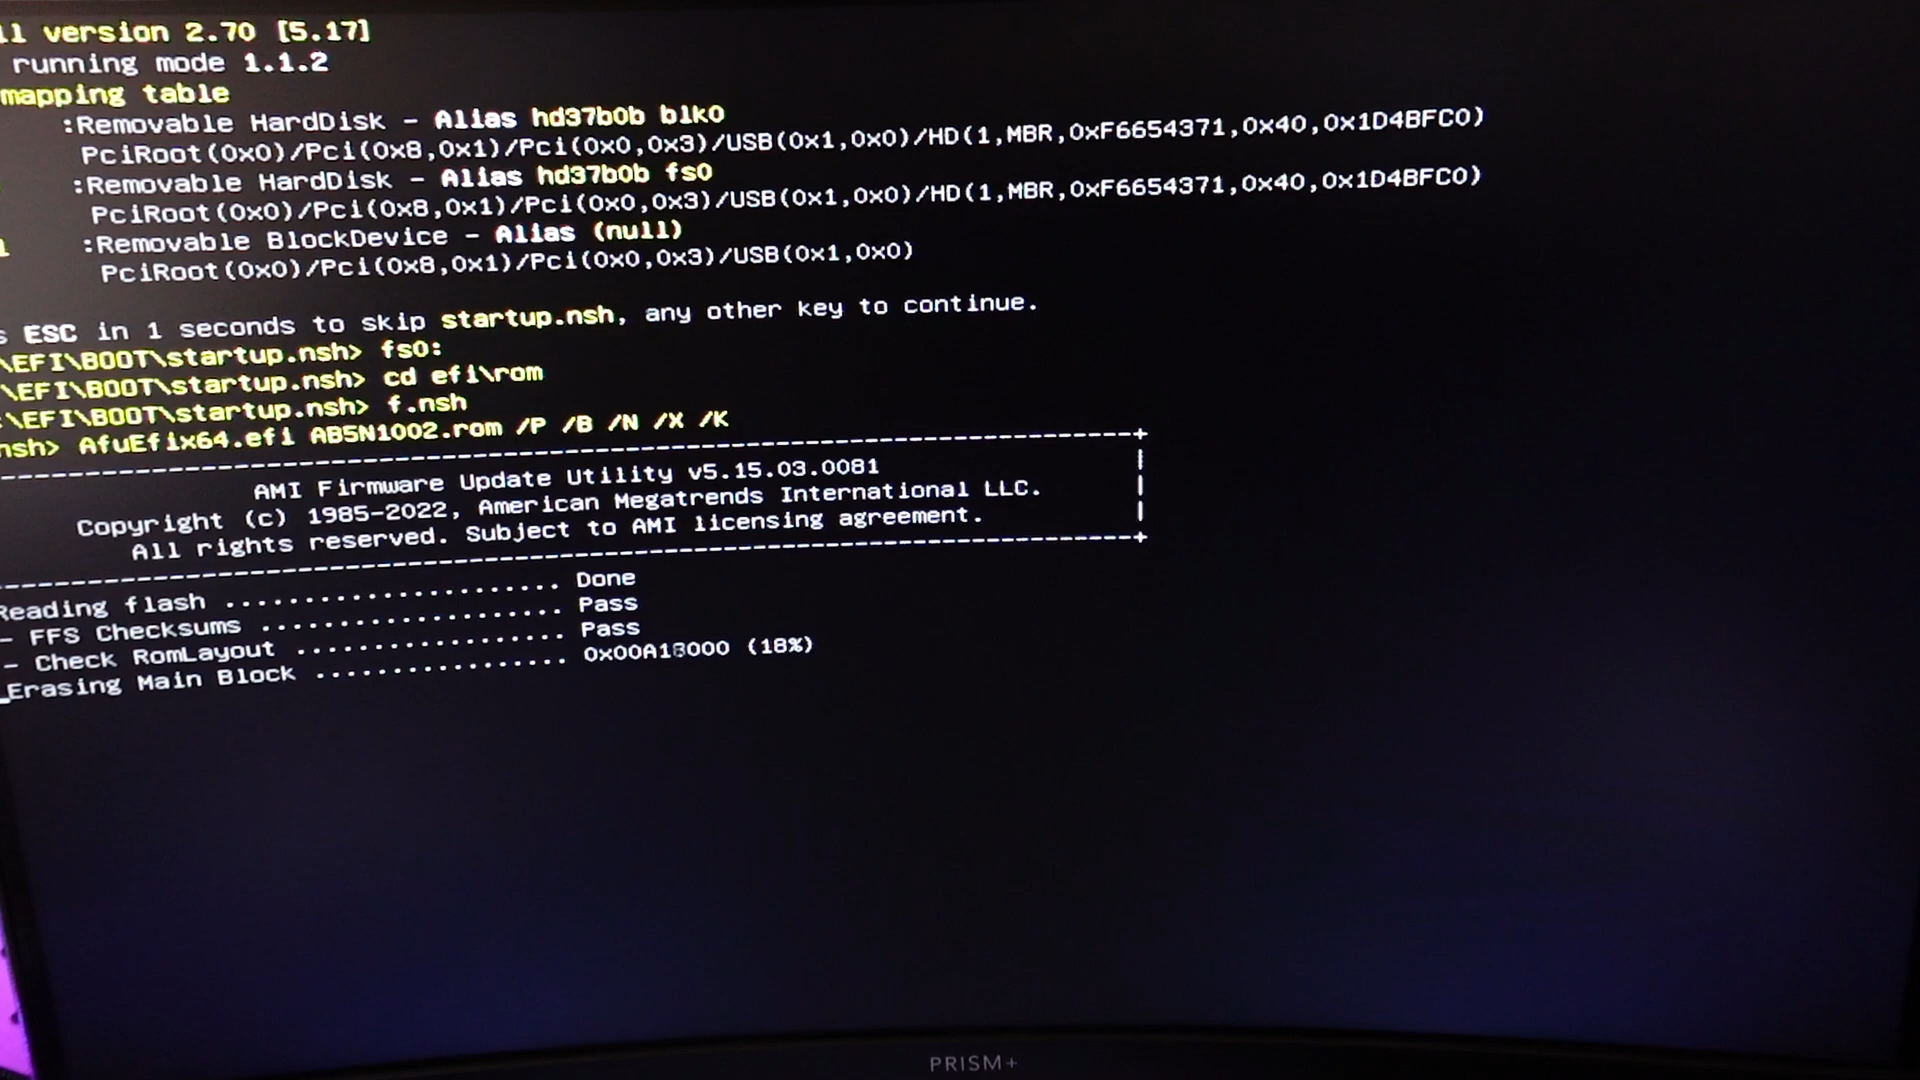 ll version 2.70 [5.17]
running mode 1.1.2
mapping table
:Removable HardDisk - Alias hd37b0b blk0
PciRoot(0x0)/Pci(0x8,0x1)/Pci(0x0,0x3)/USB(0x1,0x0)/HD(1,MBR,0xF6654371,0x40,0x1D4BFC0)
:Removable HardDisk - Alias hd37b0b fs0
PciRoot(0x0)/Pci(0x8,0x1)/Pci(0x0,0x3)/USB(0x1,0x0)/HD(1,MBR,0xF6654371,0x40,0x1D4BFC0)
:Removable BlockDevice - Alias (null)
PciRoot(0x0)/Pci(0x8,0x1)/Pci(0x0,0x3)/USB(0x1,0x0)
s ESC in 1 seconds to skip startup.nsh, any other key to continue.
\EFI\BOOT\startup.nsh> fs0:
\EFI\BOOT\startup.nsh> cd efi\rom
:\EFI\BOOT\startup.nsh> f.nsh
nsh> AfuEfix64.efi AB5N1002.rom /P /B /N /X /K
AMI Firmware Update Utility v5.15.03.0081
Copyright (c) 1985-2022, American Megatrends International LLC.
All rights reserved. Subject to AMI licensing agreement.
Reading flash ....................... Done
- FFS Checksums ..................... Pass
- Check RomLayout .................. Pass
Erasing Main Block ................. 0x00A18000 (18%)
PRISM+